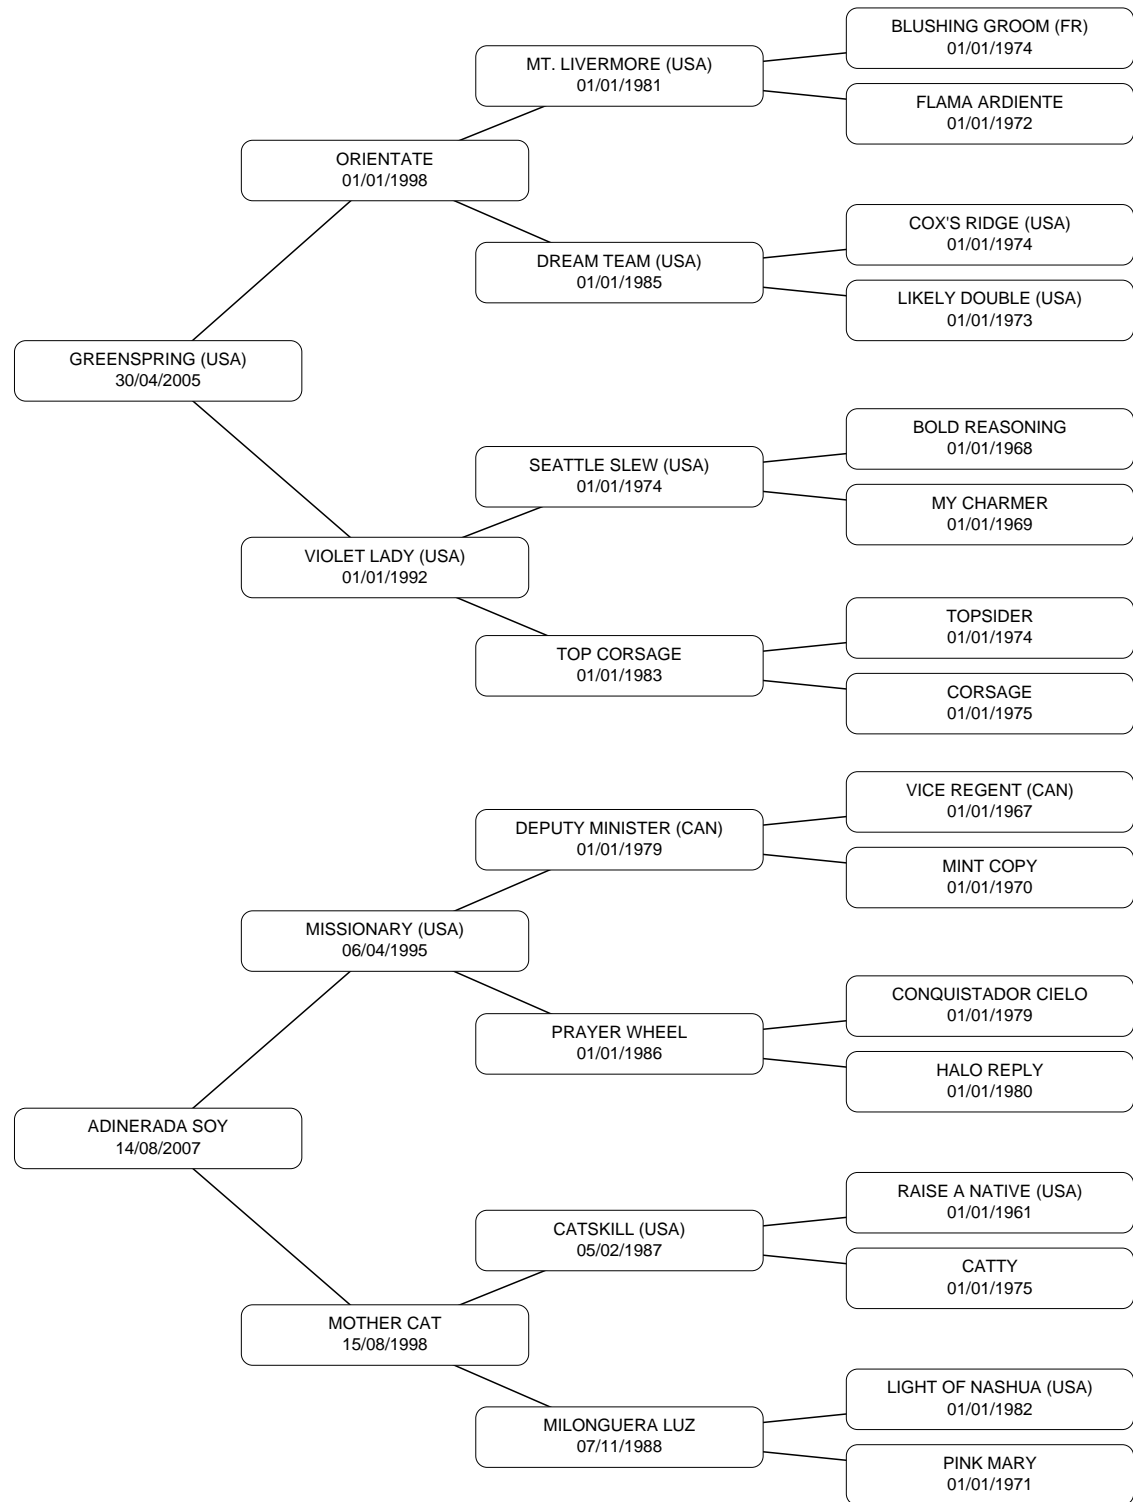 BLUSHING GROOM (FR)
01/01/1974
MT. LIVERMORE (USA)
01/01/1981
FLAMA ARDIENTE
01/01/1972
ORIENTATE
01/01/1998
COX'S RIDGE (USA)
01/01/1974
DREAM TEAM (USA)
01/01/1985
LIKELY DOUBLE (USA)
01/01/1973
GREENSPRING (USA)
30/04/2005
BOLD REASONING
01/01/1968
SEATTLE SLEW (USA)
01/01/1974
MY CHARMER
01/01/1969
VIOLET LADY (USA)
01/01/1992
TOPSIDER
01/01/1974
TOP CORSAGE
01/01/1983
CORSAGE
01/01/1975
VICE REGENT (CAN)
01/01/1967
DEPUTY MINISTER (CAN)
01/01/1979
MINT COPY
01/01/1970
MISSIONARY (USA)
06/04/1995
CONQUISTADOR CIELO
01/01/1979
PRAYER WHEEL
01/01/1986
HALO REPLY
01/01/1980
ADINERADA SOY
14/08/2007
RAISE A NATIVE (USA)
01/01/1961
CATSKILL (USA)
05/02/1987
CATTY
01/01/1975
MOTHER CAT
15/08/1998
LIGHT OF NASHUA (USA)
01/01/1982
MILONGUERA LUZ
07/11/1988
PINK MARY
01/01/1971